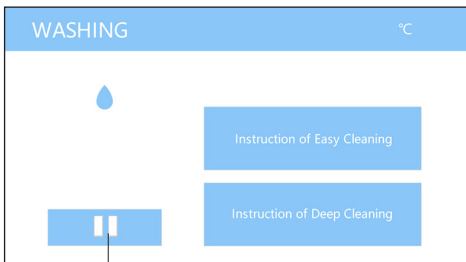 WASHING
°C
Instruction of Easy Cleaning
Instruction of Deep Cleaning